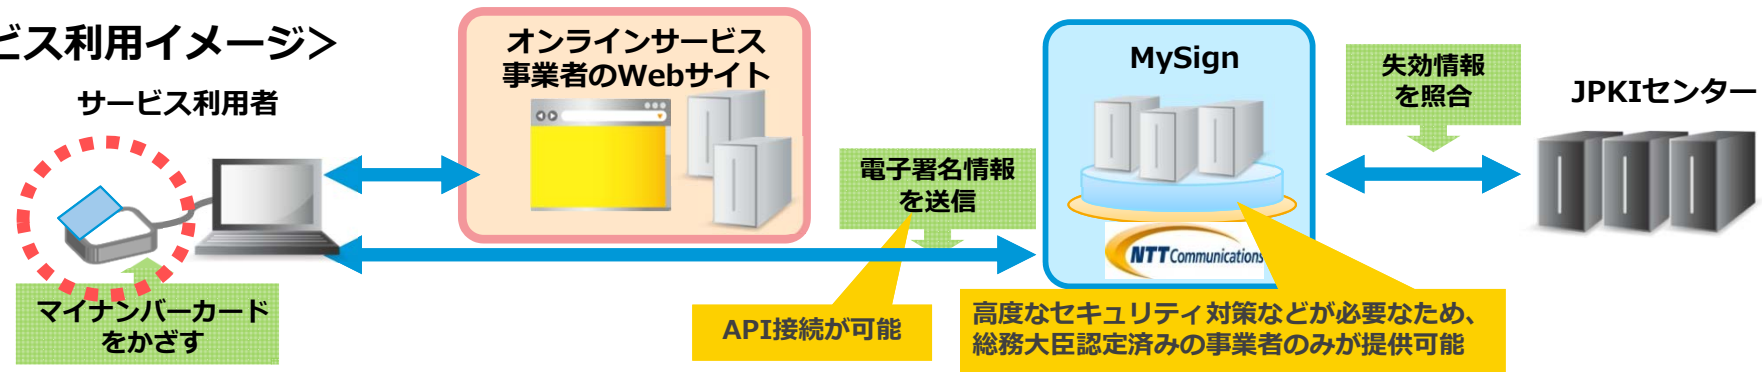 ビス利用イメージ＞
サービス利用者
マイナンバーカード
をかざす
オンラインサービス
事業者のWebサイト
電子署名情報
を送信
API接続が可能
MySign
NTT Communications
高度なセキュリティ対策などが必要なため、
総務大臣認定済みの事業者のみが提供可能
失効情報
を照合
JPKIセンター